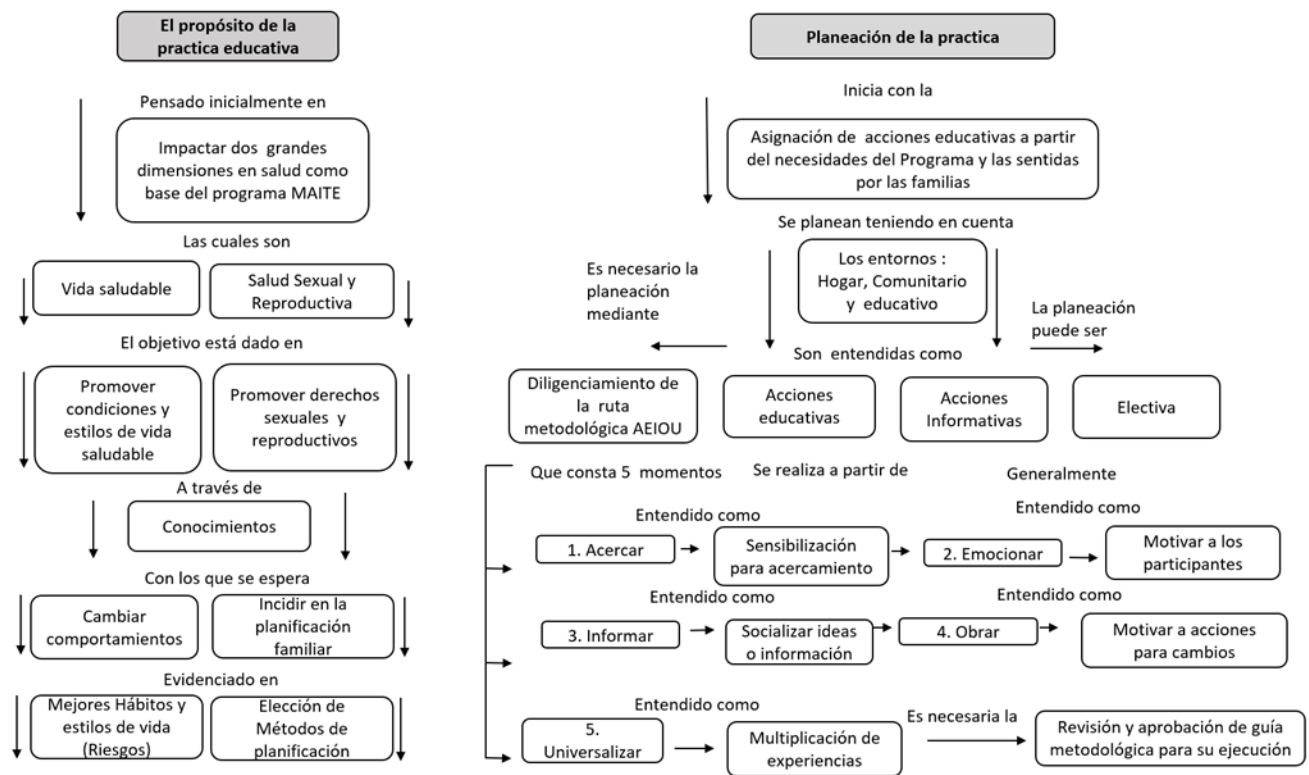 El propósito de la
practica educativa
Pensado inicialmente en
Impactar dos grandes
dimensiones en salud como
base del programa MAITE
Las cuales son
Vida saludable
Salud Sexual y
Reproductiva
El objetivo está dado en
Promover
condiciones y
estilos de vida
saludable
Promover derechos
sexuales y
reproductivos
A través de
Conocimientos
Con los que se espera
Cambiar
comportamientos
Incidir en la
planificación
familiar
Evidenciado en
Mejores Hábitos y
estilos de vida
(Riesgos)
Elección de
Métodos de
planificación
Planeación de la practica
Inicia con la
Asignación de acciones educativas a partir
del necesidades del Programa y las sentidas
por las familias
Se planean teniendo en cuenta
Los entornos :
Hogar, Comunitario
y educativo
Es necesario la
planeación
mediante
La planeación
puede ser
Son entendidas como
Diligenciamiento de
la ruta
metodológica AEIOU
Acciones
educativas
Acciones
Informativas
Electiva
Que consta 5 momentos
Se realiza a partir de
Generalmente
Entendido como
Entendido como
1. Acercar
Sensibilización
para acercamiento
2. Emocionar
Motivar a los
participantes
Entendido como
Entendido como
3. Informar
Socializar ideas
o información
4. Obrar
Motivar a acciones
para cambios
Entendido como
5.
Universalizar
Multiplicación de
experiencias
Es necesaria la
Revisión y aprobación de guía
metodológica para su ejecución